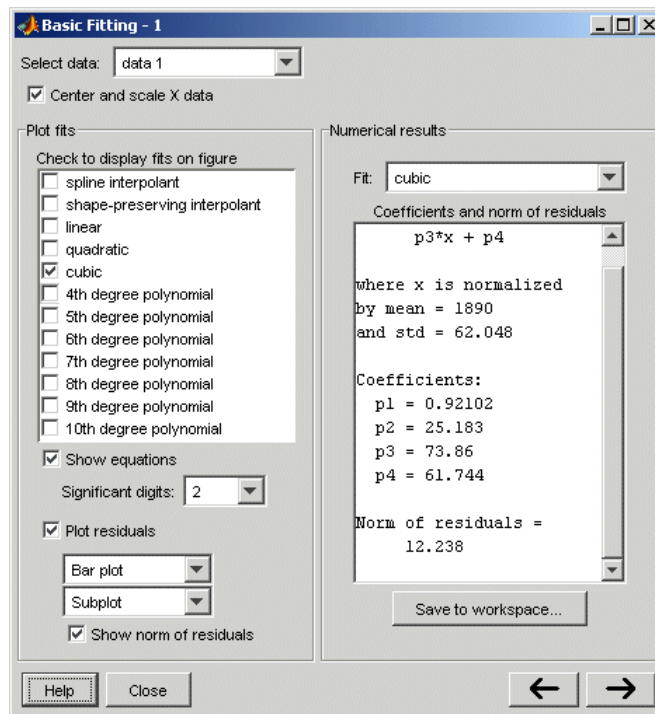 Basic Fitting - 1
Select data: data 1
Center and scale X data
Plot fits
Check to display fits on figure
spline interpolant
shape-preserving interpolant
linear
quadratic
cubic
4th degree polynomial
5th degree polynomial
6th degree polynomial
7th degree polynomial
8th degree polynomial
9th degree polynomial
10th degree polynomial
Show equations
Significant digits: 2
Plot residuals
Bar plot
Subplot
Show norm of residuals
Numerical results
Fit: cubic
Coefficients and norm of residuals
p3*x + p4
where x is normalized
by mean = 1890
and std = 62.048
Coefficients:
p1 = 0.92102
p2 = 25.183
p3 = 73.86
p4 = 61.744
Norm of residuals =
12.238
Save to workspace...
Help Close